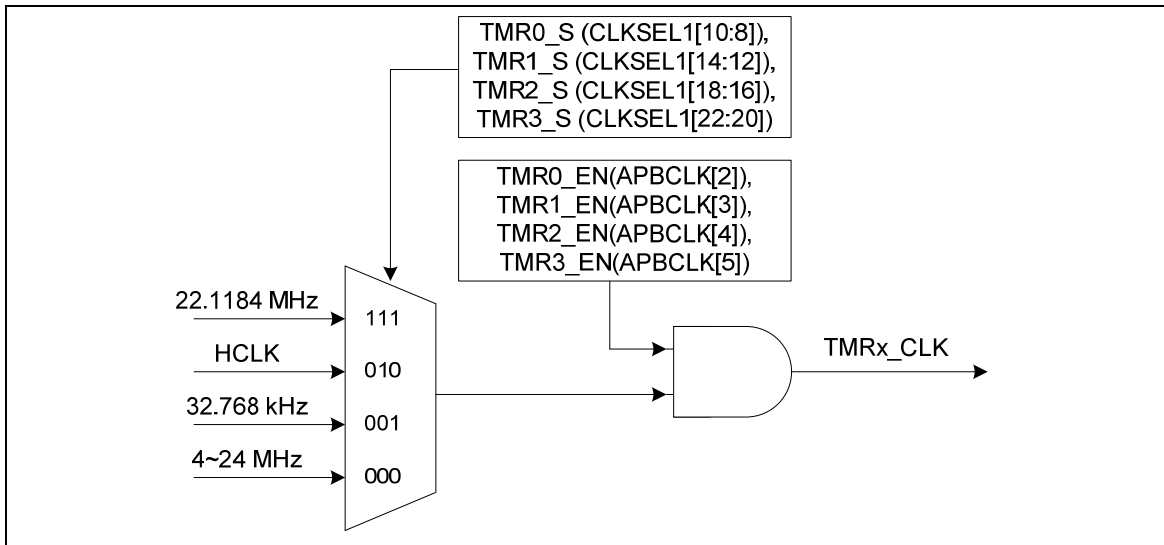 TMR0_S (CLKSEL1[10:8]),
TMR1_S (CLKSEL1[14:12]),
TMR2_S (CLKSEL1[18:16]),
TMR3_S (CLKSEL1[22:20])
TMR0_EN(APBCLK[2]),
TMR1_EN(APBCLK[3]),
TMR2_EN(APBCLK[4]),
TMR3_EN(APBCLK[5])
22.1184 MHz
111
HCLK
010
32.768 kHz
001
4~24 MHz
000
TMRx_CLK